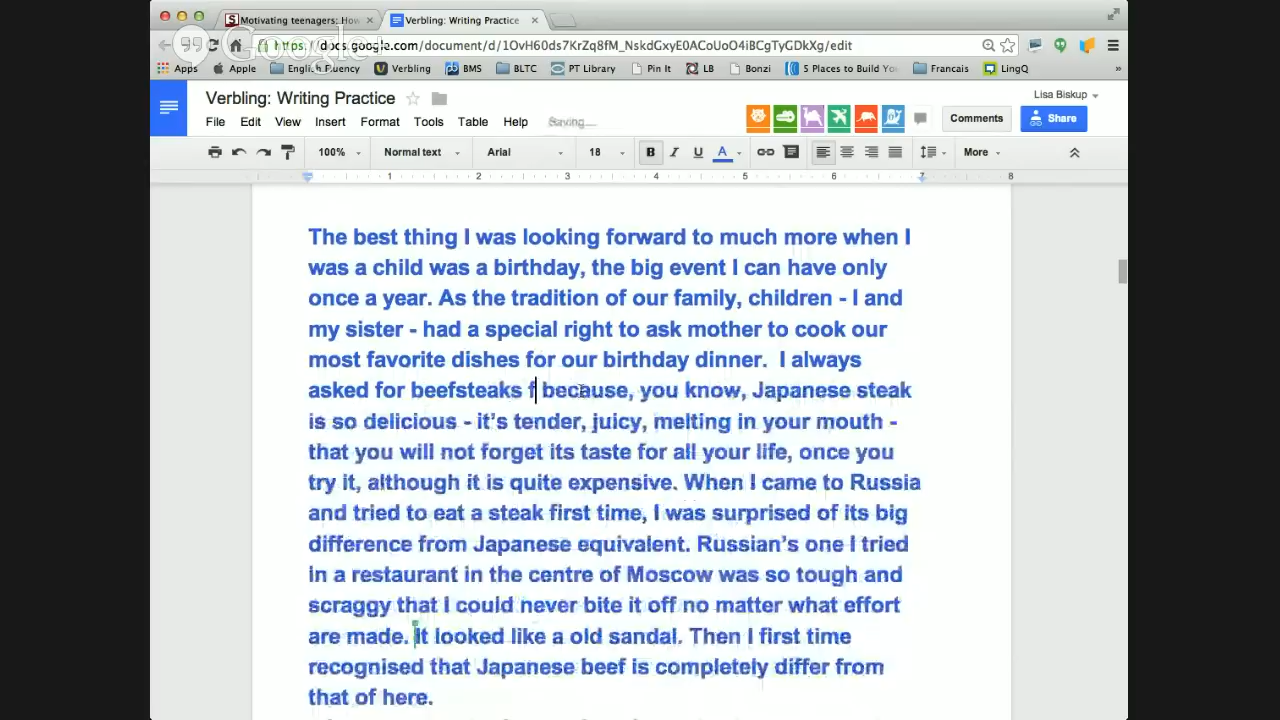 Motivating teenagers: How
Verbling: Writing Practice
Google+
https://docs.google.com/document/d/1OvH60ds7KrZq8fM_NskdGxyE0ACoUoO4iBCgTyGDkXg/edit
Apps Apple English Fluency Verbling BMS BLTC PT Library Pin It LB Bonzi 5 Places to Build Yo Francais LingQ »
Verbling: Writing Practice
Lisa Biskup
File Edit View Insert Format Tools Table Help Saving...
Comments Share
100% Normal text Arial 18 B I U A More
1 2 3 4 5 6 7 8
The best thing I was looking forward to much more when I
was a child was a birthday, the big event I can have only
once a year. As the tradition of our family, children - I and
my sister - had a special right to ask mother to cook our
most favorite dishes for our birthday dinner.  I always
asked for beefsteaks f because, you know, Japanese steak
is so delicious - it's tender, juicy, melting in your mouth -
that you will not forget its taste for all your life, once you
try it, although it is quite expensive. When I came to Russia
and tried to eat a steak first time, I was surprised of its big
difference from Japanese equivalent. Russian's one I tried
in a restaurant in the centre of Moscow was so tough and
scraggy that I could never bite it off no matter what effort
are made. It looked like a old sandal. Then I first time
recognised that Japanese beef is completely differ from
that of here.